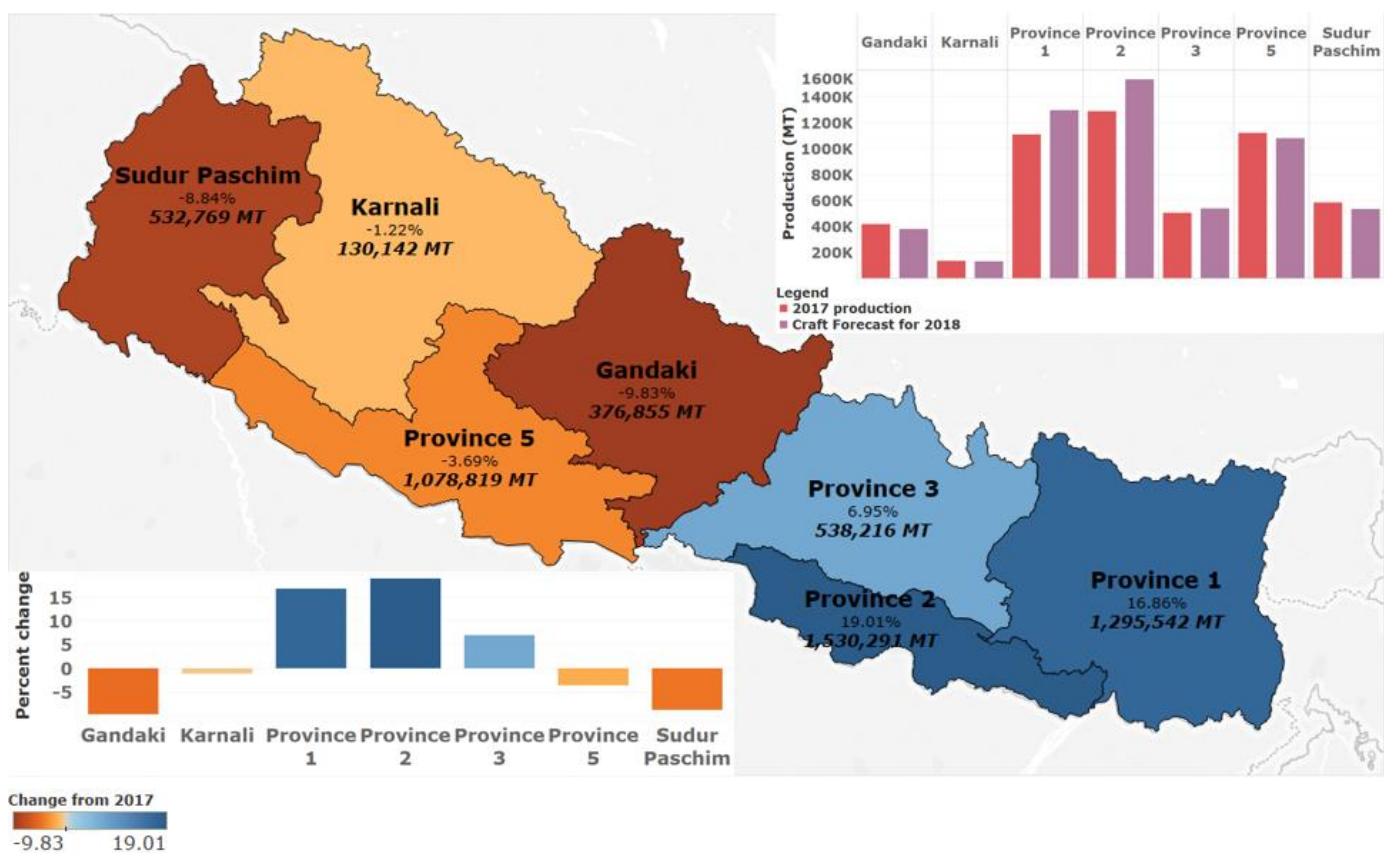 Gandaki Karnali Province 1 Province 2 Province 3 Province 5 Sudur Paschim
Production (MT)
1600K
1400K
1200K
1000K
800K
600K
400K
200K
Legend
2017 production
Craft Forecast for 2018
Sudur Paschim
-8.84%
532,769 MT
Karnali
-1.22%
130,142 MT
Gandaki
-9.83%
376,855 MT
Province 5
-3.69%
1,078,819 MT
Province 3
6.95%
538,216 MT
Province 2
19.01%
1,530,291 MT
Province 1
16.86%
1,295,542 MT
Percent change
15
10
5
0
-5
Gandaki Karnali Province 1 Province 2 Province 3 Province 5 Sudur Paschim
Change from 2017
-9.83 19.01